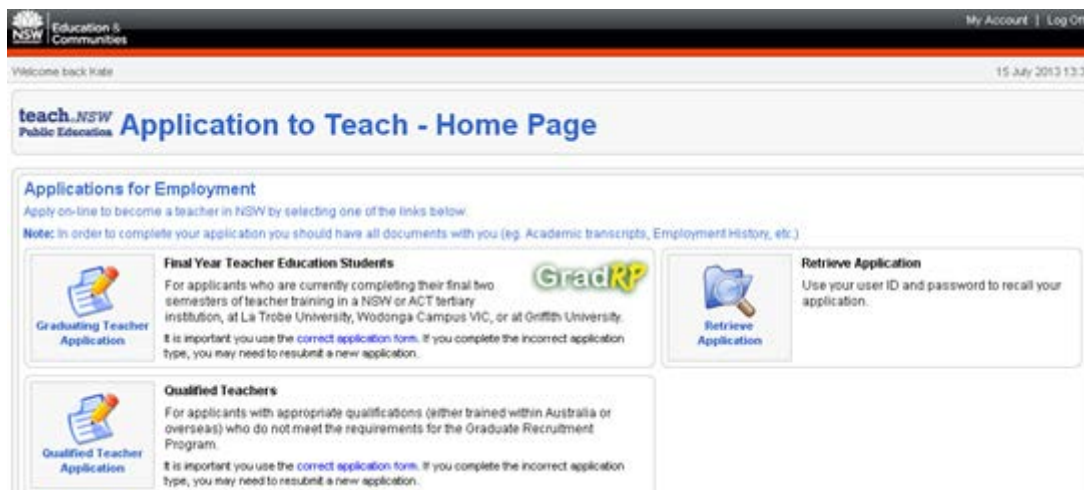 My Account | Log Of
NSW
Education &
Communities
Welcome back Kate
15 July 2013 13:3
teach.NSW
Public Education
Application to Teach - Home Page
Applications for Employment
Apply on-line to become a teacher in NSW by selecting one of the links below.
Note: In order to complete your application you should have all documents with you (eg. Academic transcripts, Employment History, etc.)
Graduating Teacher
Application
Final Year Teacher Education Students
GradRP
For applicants who are currently completing their final two
semesters of teacher training in a NSW or ACT tertiary
institution, at La Trobe University, Wodonga Campus VIC, or at Griffith University.
It is important you use the correct application form. If you complete the incorrect application
type, you may need to resubmit a new application.
Retrieve
Application
Retrieve Application
Use your user ID and password to recall your
application.
Qualified Teacher
Application
Qualified Teachers
For applicants with appropriate qualifications (either trained within Australia or
overseas) who do not meet the requirements for the Graduate Recruitment
Program.
It is important you use the correct application form. If you complete the incorrect application
type, you may need to resubmit a new application.